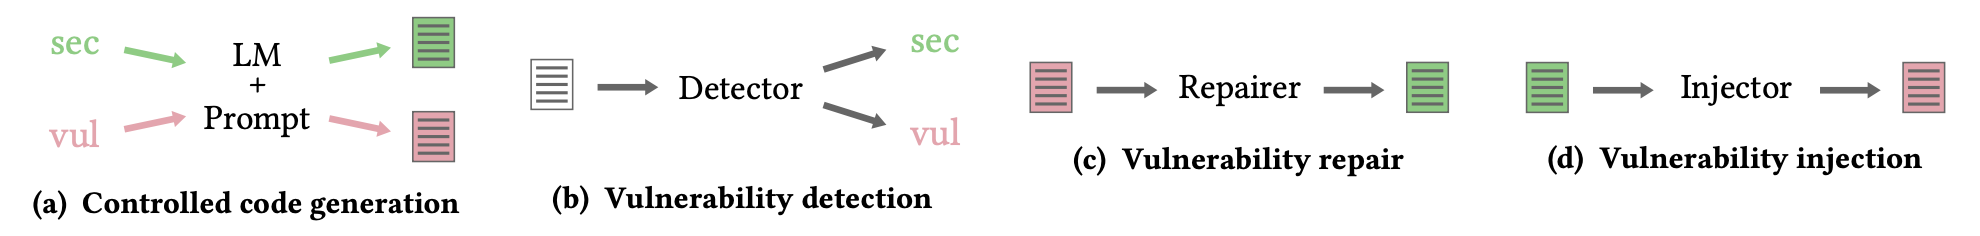 sec
vul
LM
+
Prompt
(a) Controlled code generation
Detector
sec
vul
(b) Vulnerability detection
Repairer
(c) Vulnerability repair
Injector
(d) Vulnerability injection